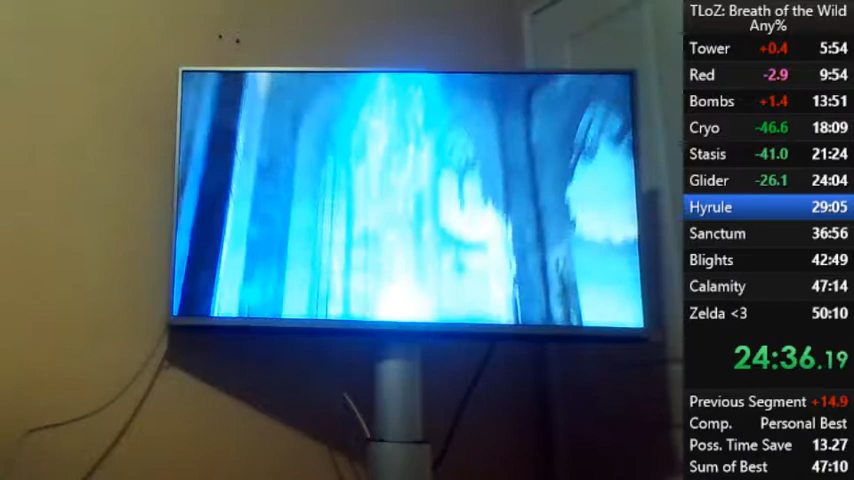 TLoZ: Breath of the Wild
Any%
Tower +0.4 5:54
Red -2.9 9:54
Bombs +1.4 13:51
Cryo -46.6 18:09
Stasis -41.0 21:24
Glider -26.1 24:04
Hyrule 29:05
Sanctum 36:56
Blights 42:49
Calamity 47:14
Zelda <3 50:10
24:36.19
Previous Segment +14.9
Comp. Personal Best
Poss. Time Save 13.27
Sum of Best 47:10